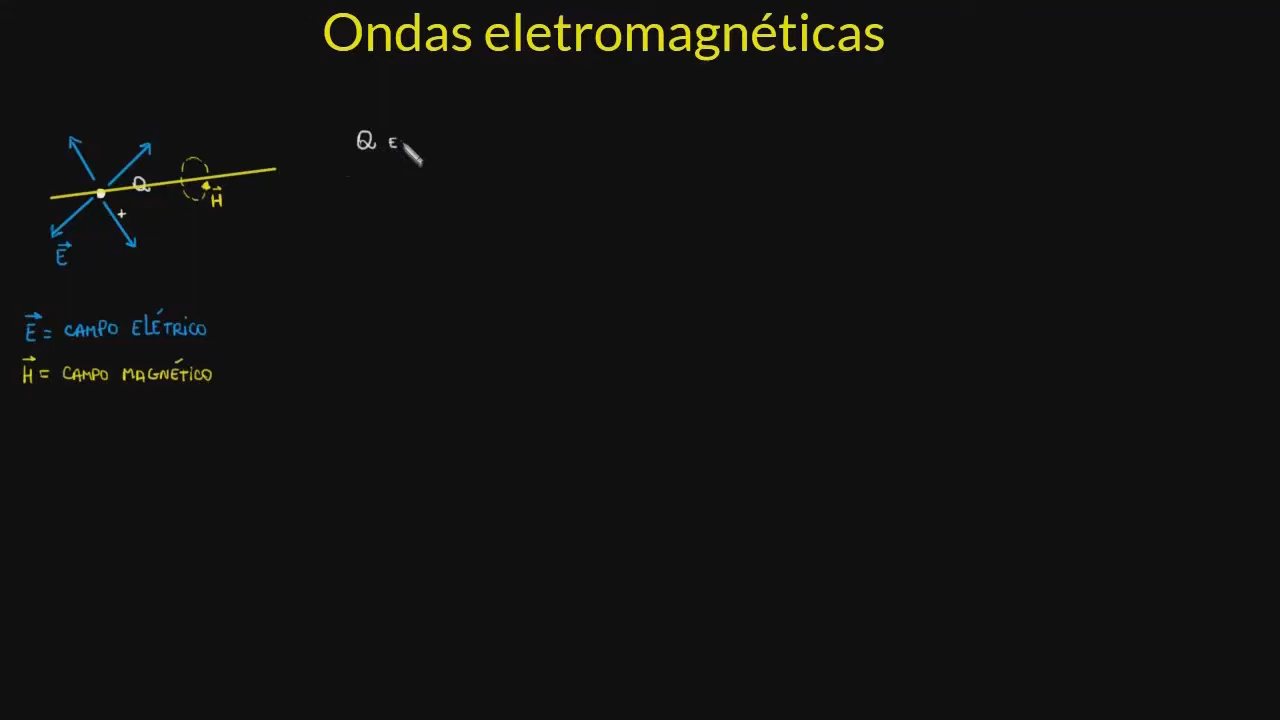 Ondas eletromagnéticas
Q E
Q
H
+
E
E = CAMPO ELÉTRICO
H = CAMPO MAGNÉTICO